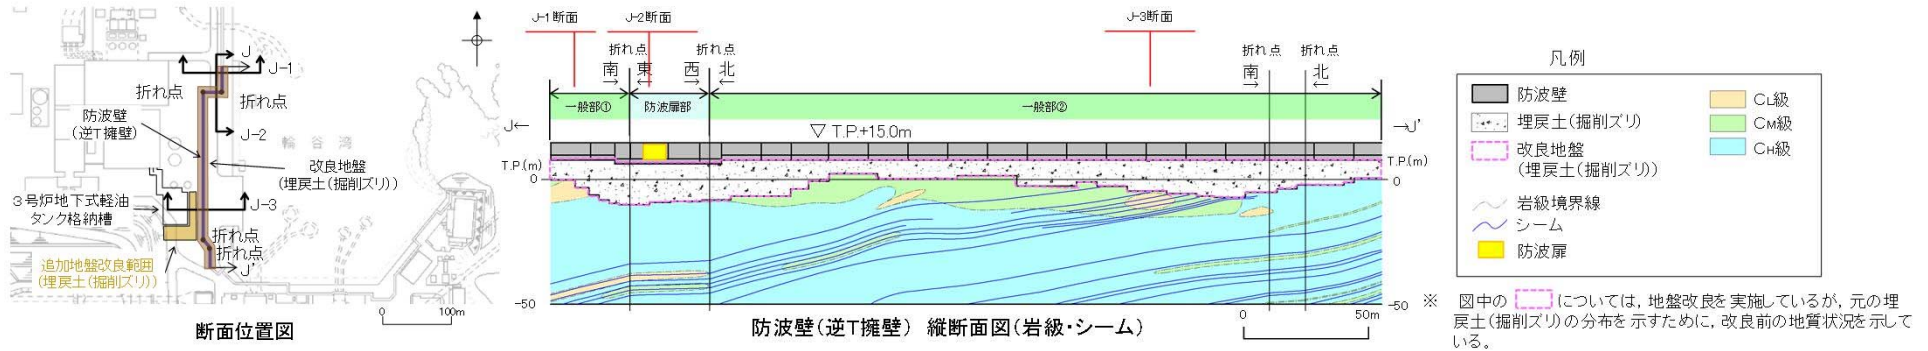 J
J-1
折れ点
防波壁
(逆T擁壁)
J-2
輪谷湾
改良地盤
(埋戻土(掘削ズリ))
3号炉地下式軽油
タンク格納槽
J-3
折れ点
折れ点
J'
追加地盤改良範囲
(埋戻土(掘削ズリ))
0 100m
断面位置図
J-1断面 J-2断面 J-3断面
折れ点 折れ点 折れ点 折れ点
南 東 西 北 南 北
→ ← → ← → ←
一般部① 防波扉部 一般部②
J← ▽ T.P.+15.0m →J'
T.P.(m) T.P.(m)
0 0
-50 -50
0 50m
防波壁(逆T擁壁) 縦断面図(岩級・シーム)
凡例
防波壁
埋戻土(掘削ズリ)
改良地盤
(埋戻土(掘削ズリ))
岩級境界線
シーム
防波扉
CL級
CM級
CH級
※ 図中の については,地盤改良を実施しているが,元の埋
戻土(掘削ズリ)の分布を示すために,改良前の地質状況を示して
いる。